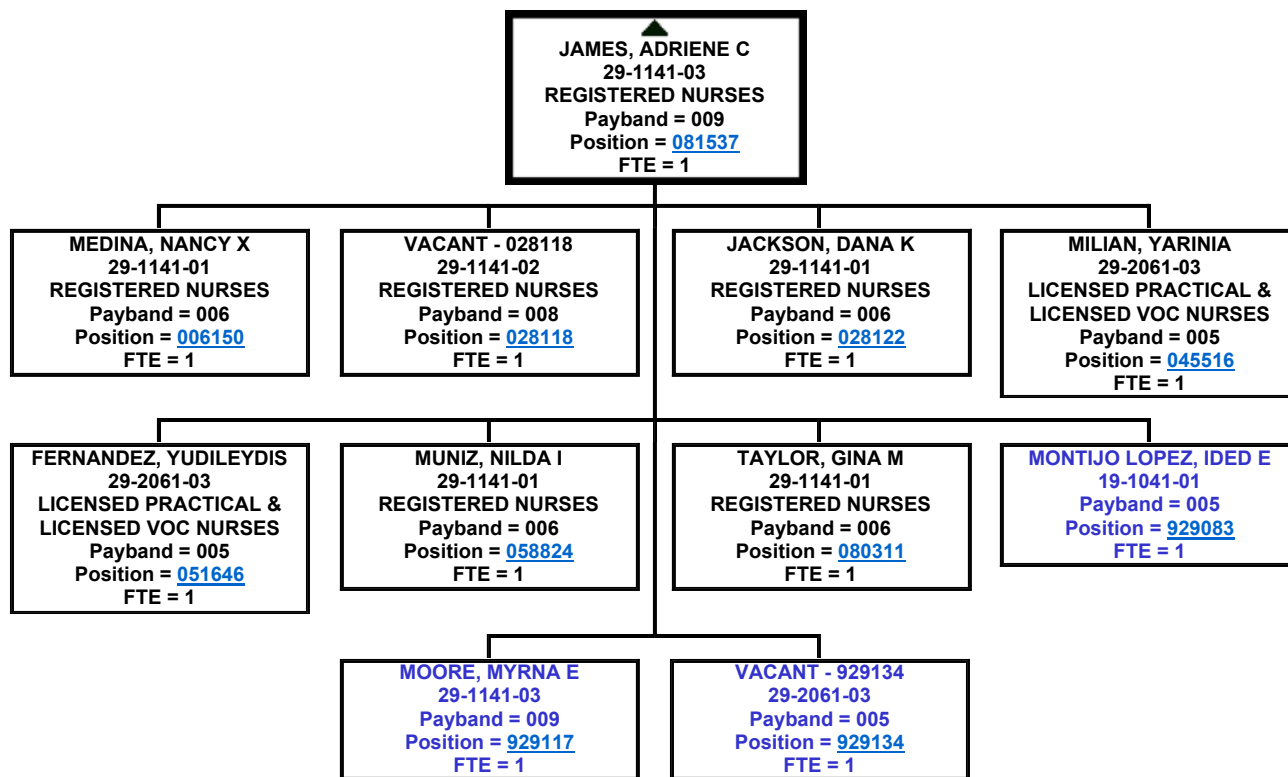 JAMES, ADRIENE C
29-1141-03
REGISTERED NURSES
Payband = 009
Position = 081537
FTE = 1
MEDINA, NANCY X
29-1141-01
REGISTERED NURSES
Payband = 006
Position = 006150
FTE = 1
VACANT - 028118
29-1141-02
REGISTERED NURSES
Payband = 008
Position = 028118
FTE = 1
JACKSON, DANA K
29-1141-01
REGISTERED NURSES
Payband = 006
Position = 028122
FTE = 1
MILIAN, YARINIA
29-2061-03
LICENSED PRACTICAL &
LICENSED VOC NURSES
Payband = 005
Position = 045516
FTE = 1
FERNANDEZ, YUDILEYDIS
29-2061-03
LICENSED PRACTICAL &
LICENSED VOC NURSES
Payband = 005
Position = 051646
FTE = 1
MUNIZ, NILDA I
29-1141-01
REGISTERED NURSES
Payband = 006
Position = 058824
FTE = 1
TAYLOR, GINA M
29-1141-01
REGISTERED NURSES
Payband = 006
Position = 080311
FTE = 1
MONTIJO LOPEZ, IDED E
19-1041-01
Payband = 005
Position = 929083
FTE = 1
MOORE, MYRNA E
29-1141-03
Payband = 009
Position = 929117
FTE = 1
VACANT - 929134
29-2061-03
Payband = 005
Position = 929134
FTE = 1